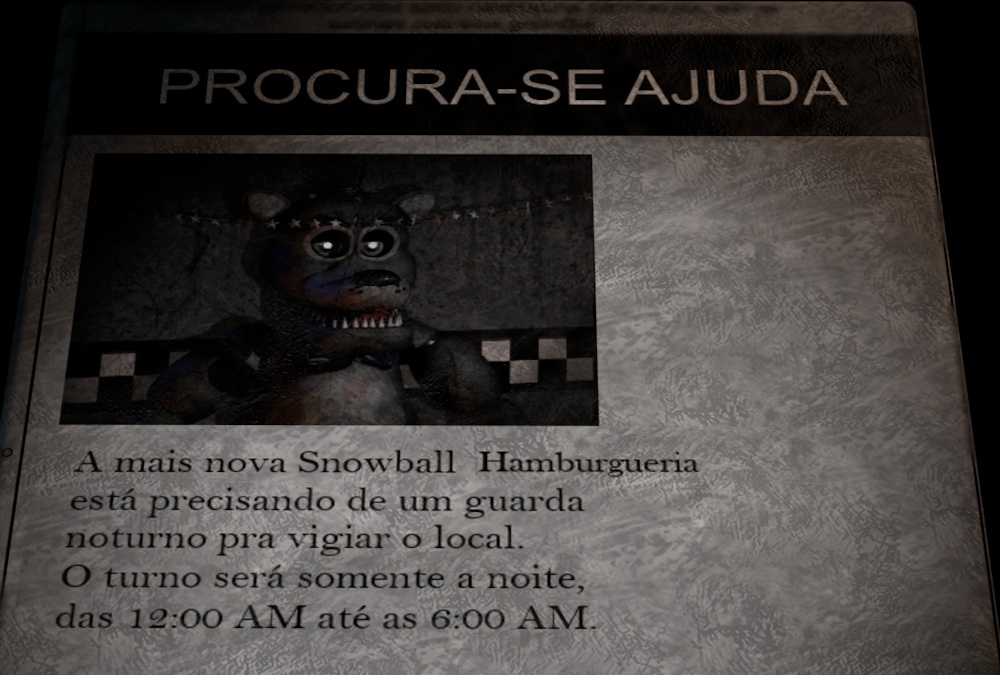 PROCURA-SE AJUDA
A mais nova Snowball Hamburgueria
está precisando de um guarda
noturno pra vigiar o local.
O turno será somente a noite,
das 12:00 AM até as 6:00 AM.